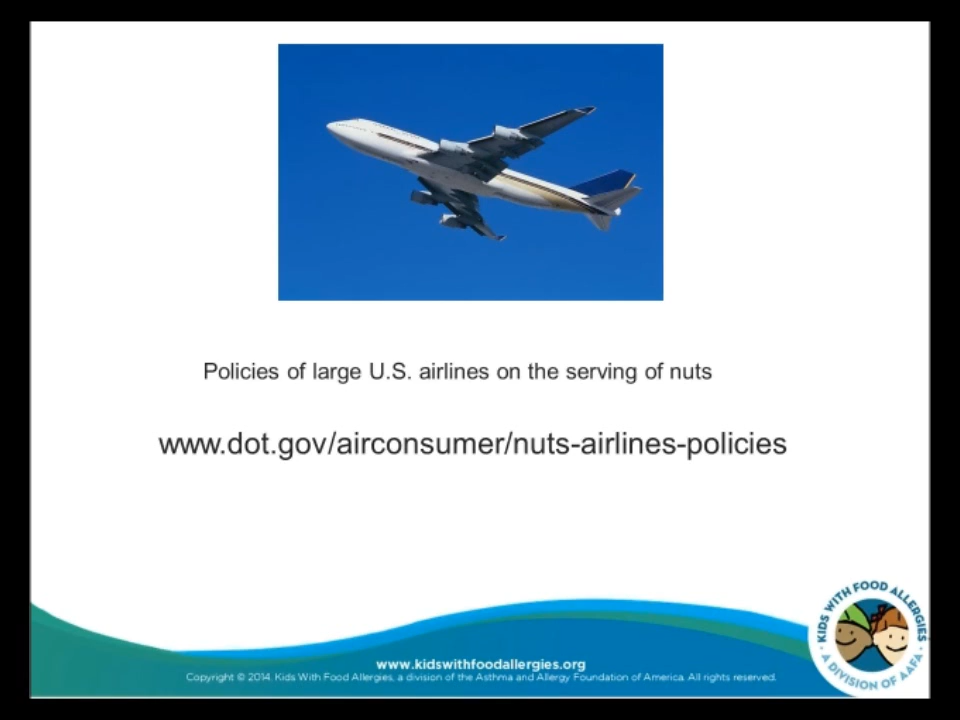 Policies of large U.S. airlines on the serving of nuts
www.dot.gov/airconsumer/nuts-airlines-policies
KIDS WITH FOOD ALLERGIES
A DIVISION OF AAFA
www.kidswithfoodallergies.org
Copyright © 2014, Kids With Food Allergies, a division of the Asthma and Allergy Foundation of America. All rights reserved.